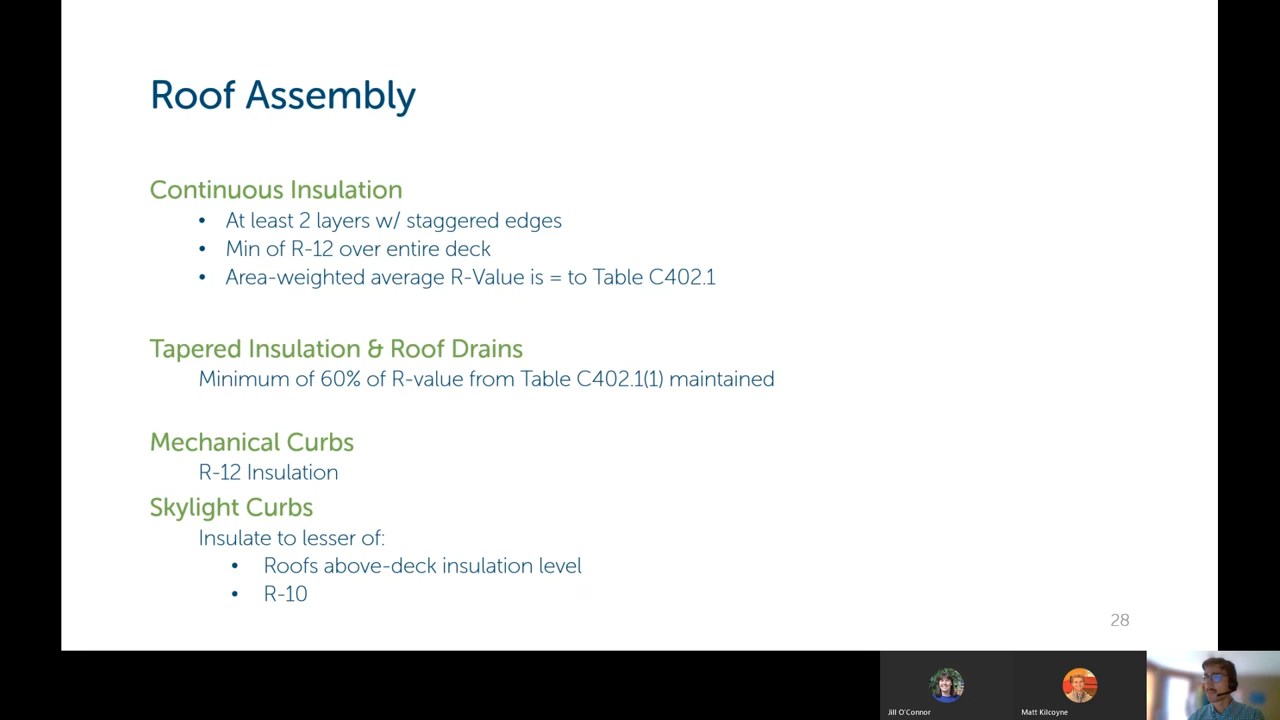 Roof Assembly
Continuous Insulation
• At least 2 layers w/ staggered edges
• Min of R-12 over entire deck
• Area-weighted average R-Value is = to Table C402.1
Tapered Insulation & Roof Drains
Minimum of 60% of R-value from Table C402.1(1) maintained
Mechanical Curbs
R-12 Insulation
Skylight Curbs
Insulate to lesser of:
• Roofs above-deck insulation level
• R-10
28
Jill O'Connor
Matt Kilcoyne